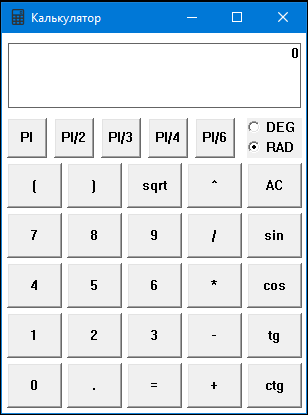 Калькулятор
0
PI PI/2 PI/3 PI/4 PI/6 DEG
RAD
( ) sqrt ^ AC
7 8 9 / sin
4 5 6 * cos
1 2 3 - tg
0 . = + ctg